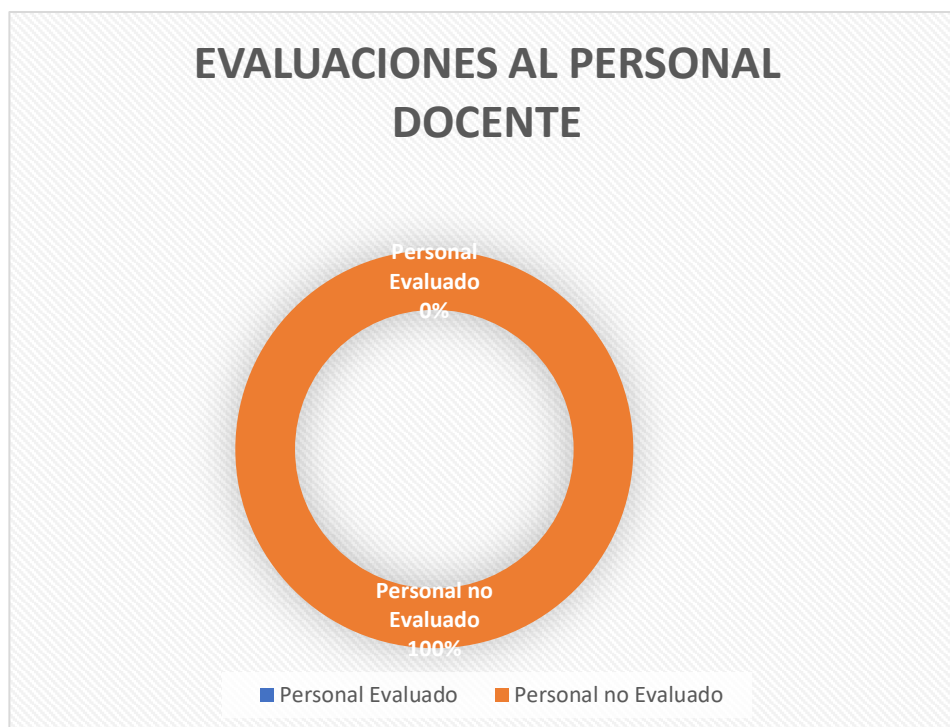 EVALUACIONES AL PERSONAL
DOCENTE
Personal
Evaluado
0%
Personal no
Evaluado
100%
Personal Evaluado
Personal no Evaluado